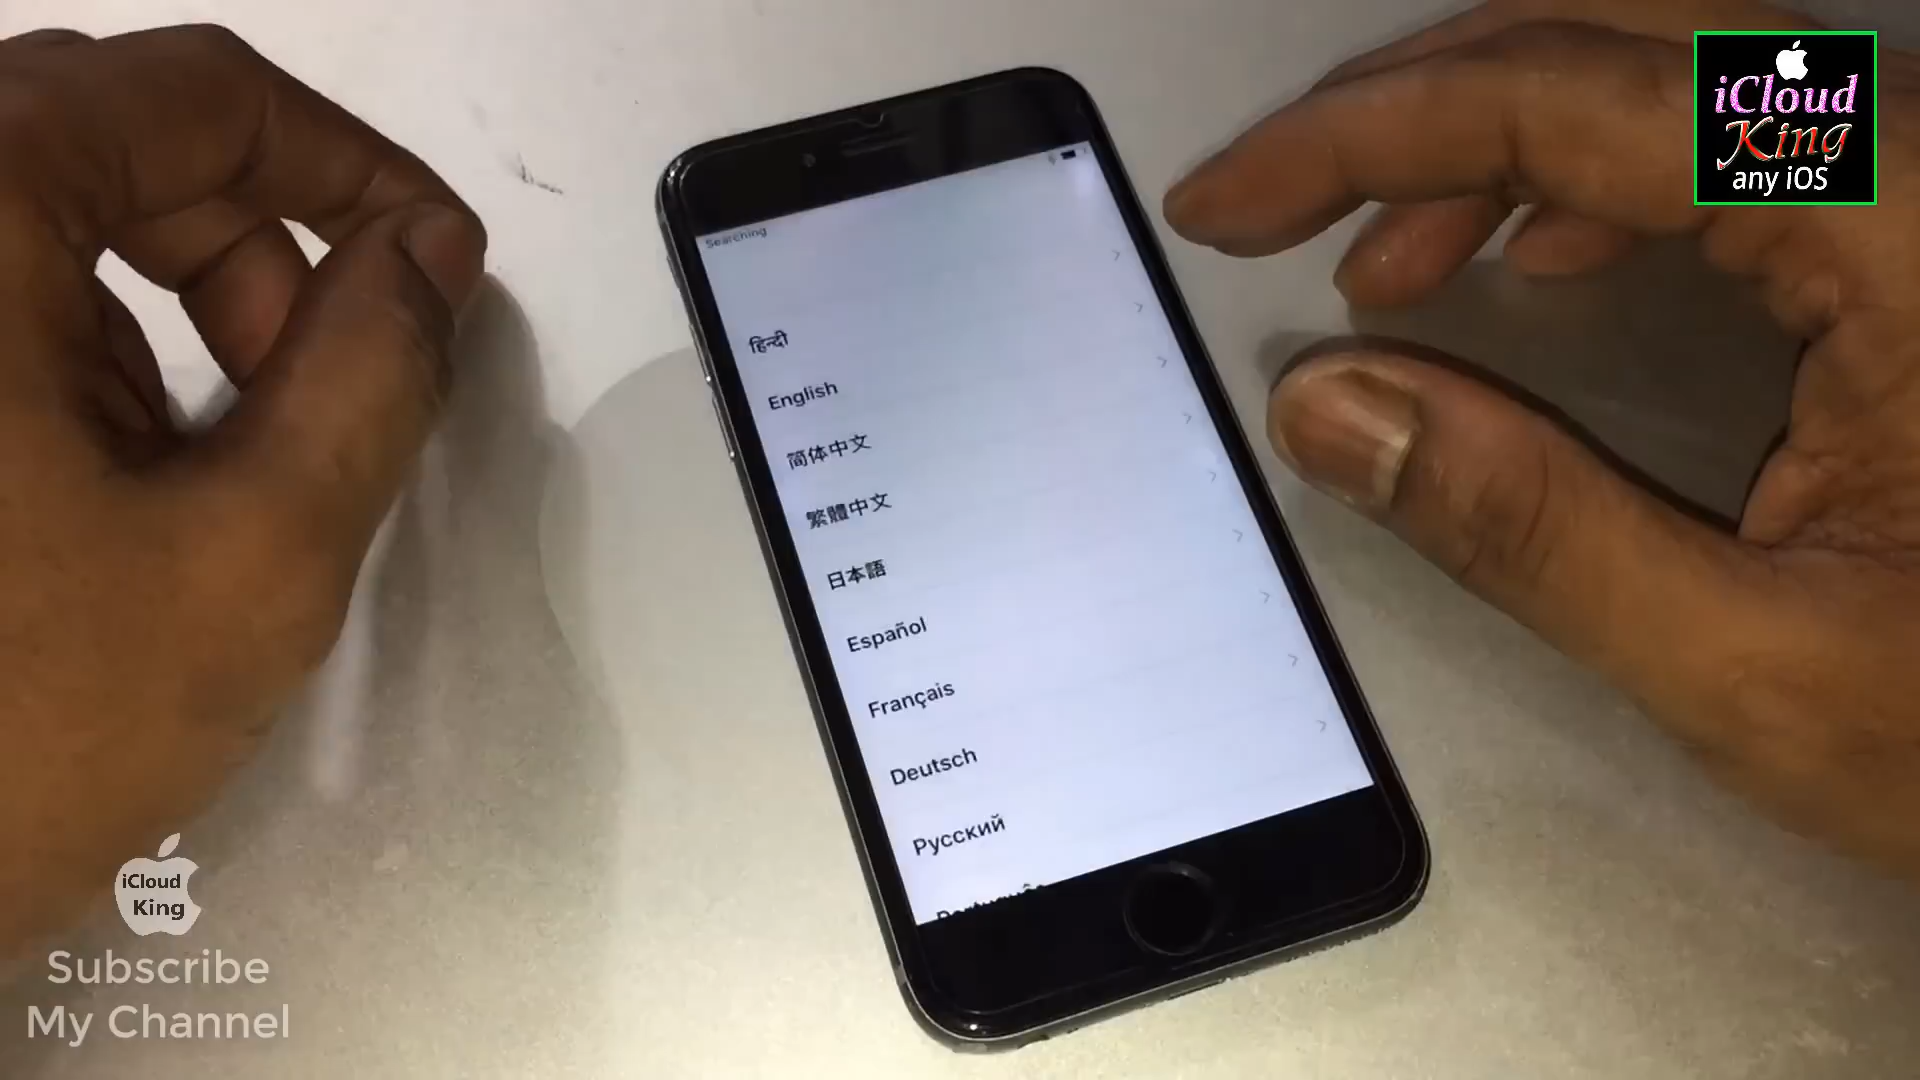 iCloud
King
any iOS
Searching
हिन्दी
English
简体中文
繁體中文
日本語
Español
Français
Deutsch
Русский
iCloud
King
Subscribe
My Channel